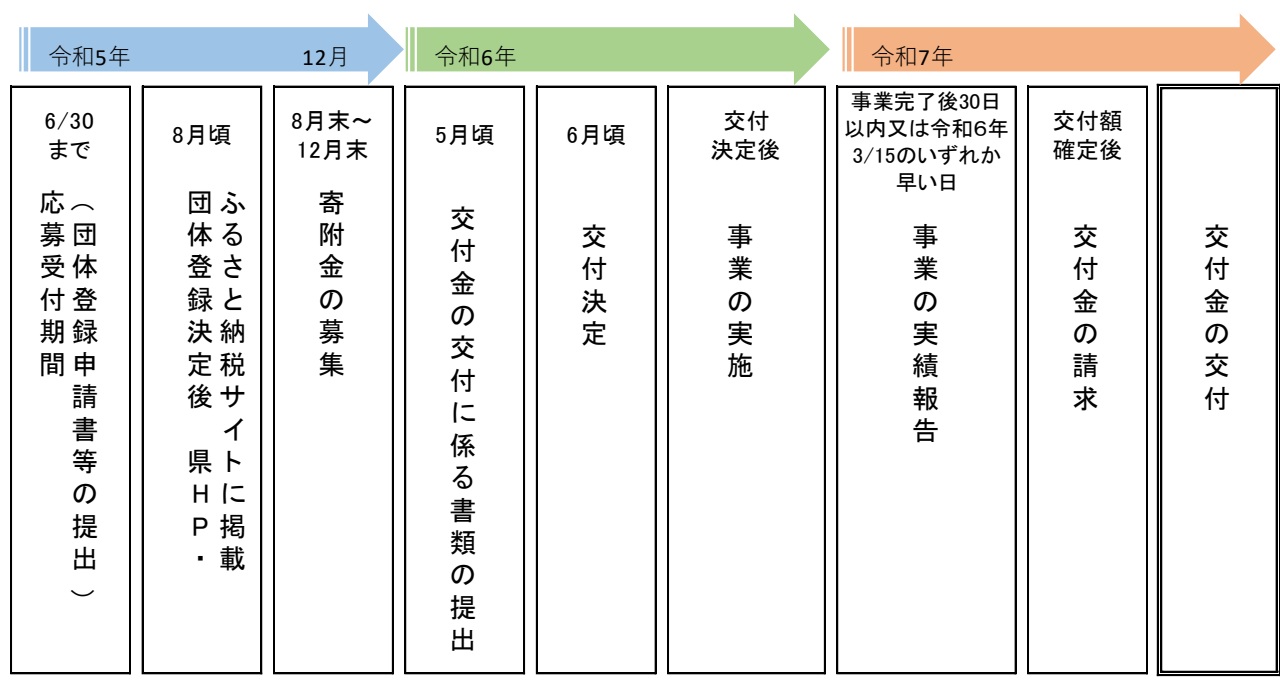 令和5年 12月
令和6年
令和7年
6/30
まで
応募受付期間
（団体登録申請書等の提出）
8月頃
団体登録決定後 県ＨＰ・
ふるさと納税サイトに掲載
8月末～
12月末
寄附金の募集
5月頃
交付金の交付に係る書類の提出
6月頃
交付決定
交付
決定後
事業の実施
事業完了後30日
以内又は令和6年
3/15のいずれか
早い日
事業の実績報告
交付額
確定後
交付金の請求
交付金の交付